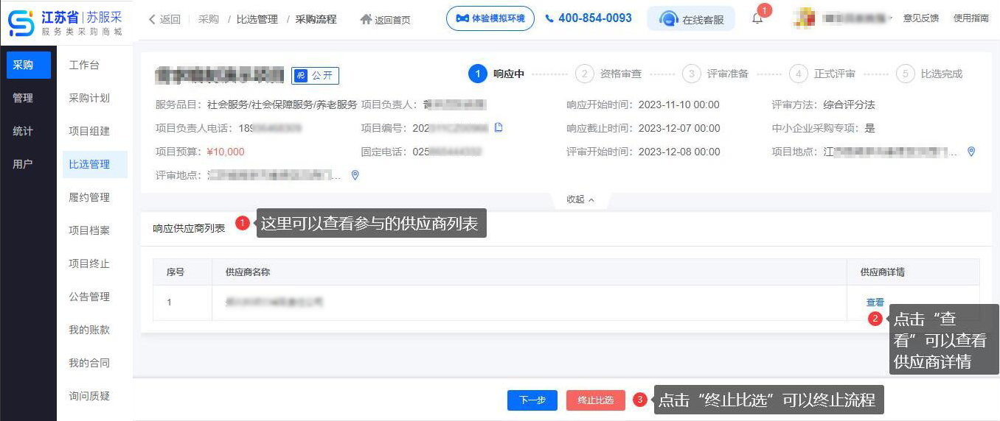 江苏省|苏服采
服务类采购商城
返回 采购 / 比选管理 / 采购流程 返回首页
体验模拟环境
400-854-0093
在线客服
1
意见反馈
使用指南
采购
管理
统计
用户
工作台
采购计划
项目组建
比选管理
履约管理
项目档案
项目终止
公告管理
我的账款
我的合同
询问质疑
公开
1 响应中
2 资格审查
3 评审准备
4 正式评审
5 比选完成
服务品目：社会服务/社会保障服务/养老服务
项目负责人：
响应开始时间：2023-11-10 00:00
评审方法：综合评分法
项目负责人电话：18
项目编号：202
响应截止时间：2023-12-07 00:00
中小企业采购专项：是
项目预算：¥10,000
固定电话：025
评审开始时间：2023-12-08 00:00
项目地点：江
评审地点：
收起
响应供应商列表
1 这里可以查看参与的供应商列表
序号 供应商名称 供应商详情
1 查看
2 点击“查
看”可以查看
供应商详情
下一步
终止比选
3 点击“终止比选”可以终止流程